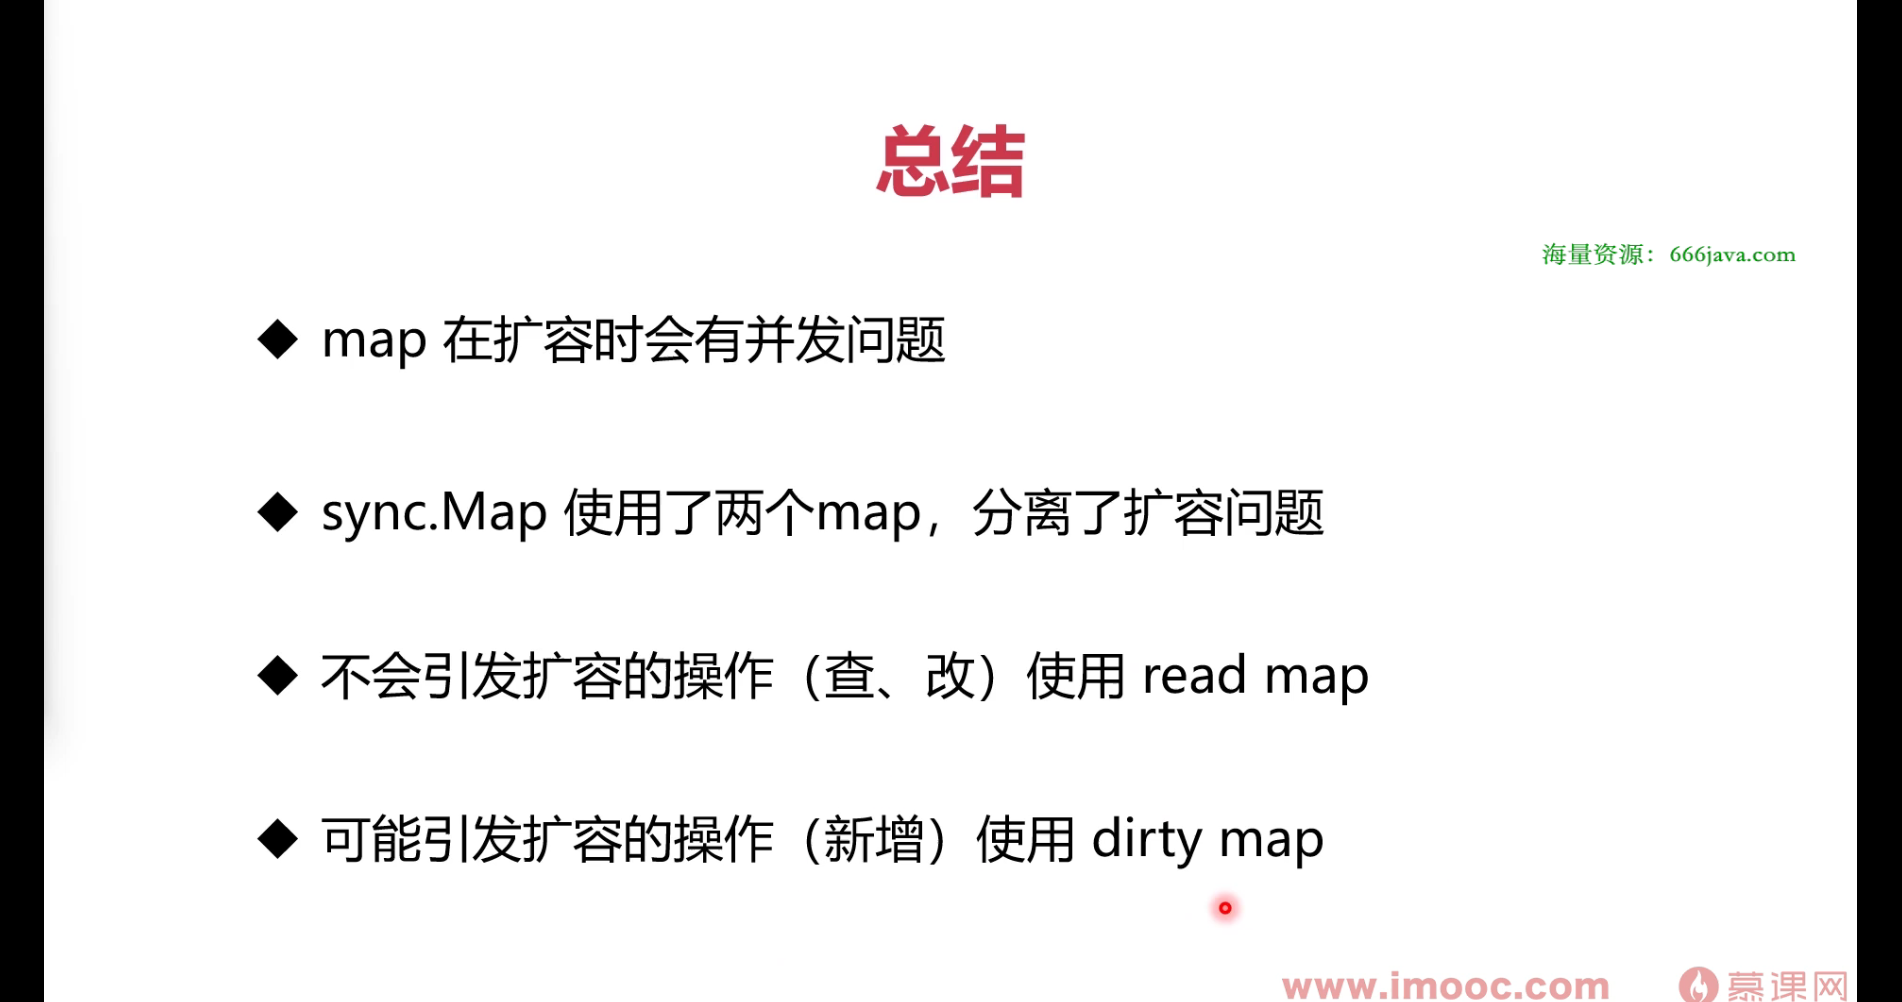 总结
海量资源：666java.com
◆ map 在扩容时会有并发问题
◆ sync.Map 使用了两个map，分离了扩容问题
◆ 不会引发扩容的操作（查、改）使用 read map
◆ 可能引发扩容的操作（新增）使用 dirty map
www.imooc.com 慕课网